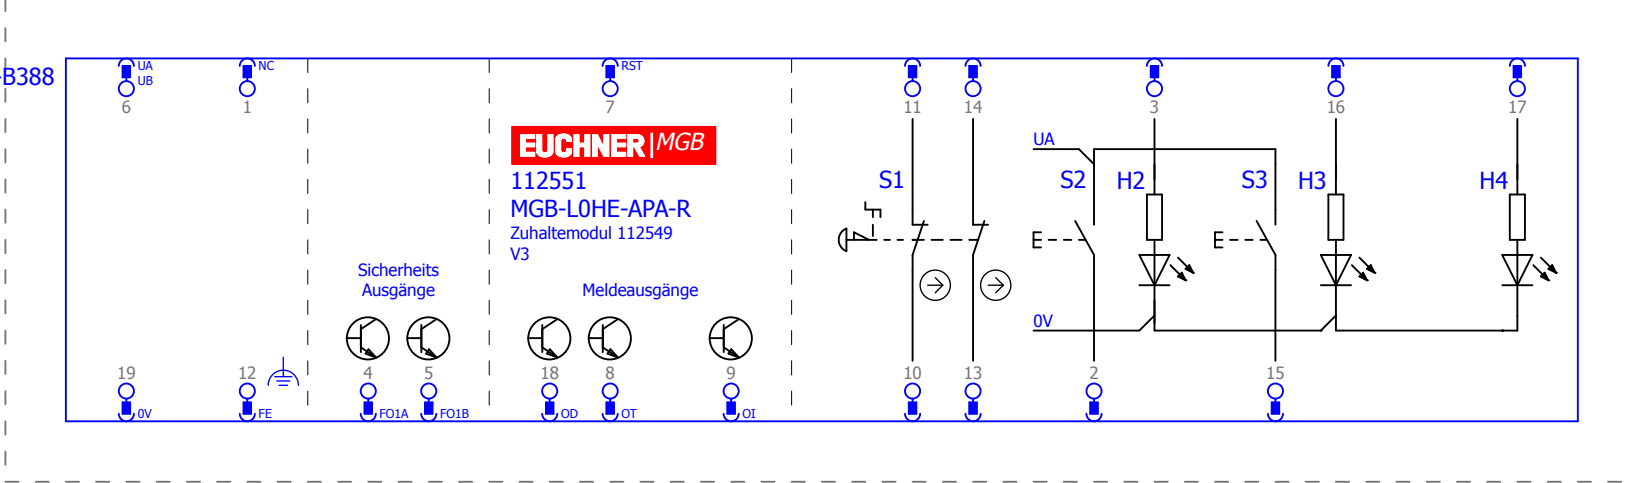 -B388
UA
UB
6
NC
1
RST
7
11
14
3
16
17
EUCHNER MGB
112551
MGB-L0HE-APA-R
Zuhaltemodul 112549
V3
UA
S1
S2
H2
S3
H3
H4
Sicherheits
Ausgänge
Meldeausgänge
0V
19
0V
12
FE
4
FO1A
5
FO1B
18
OD
8
OT
9
OI
10
13
2
15